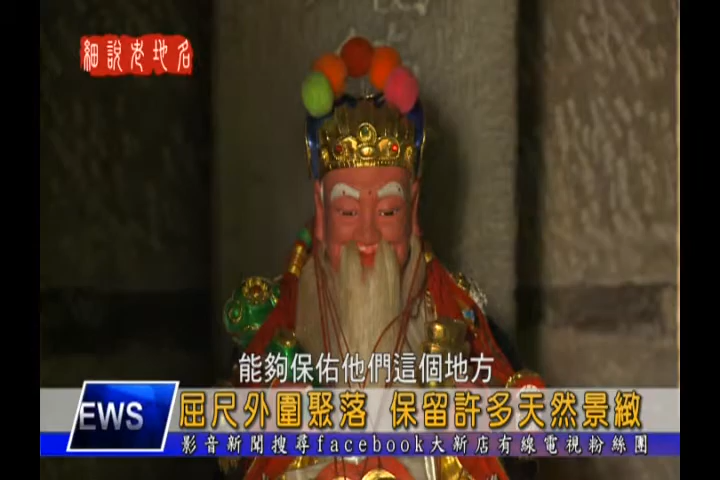 細說老地名
能夠保佑他們這個地方
EWS
屈尺外圍聚落 保留許多天然景緻
影音新聞搜尋facebook大新店有線電視粉絲團